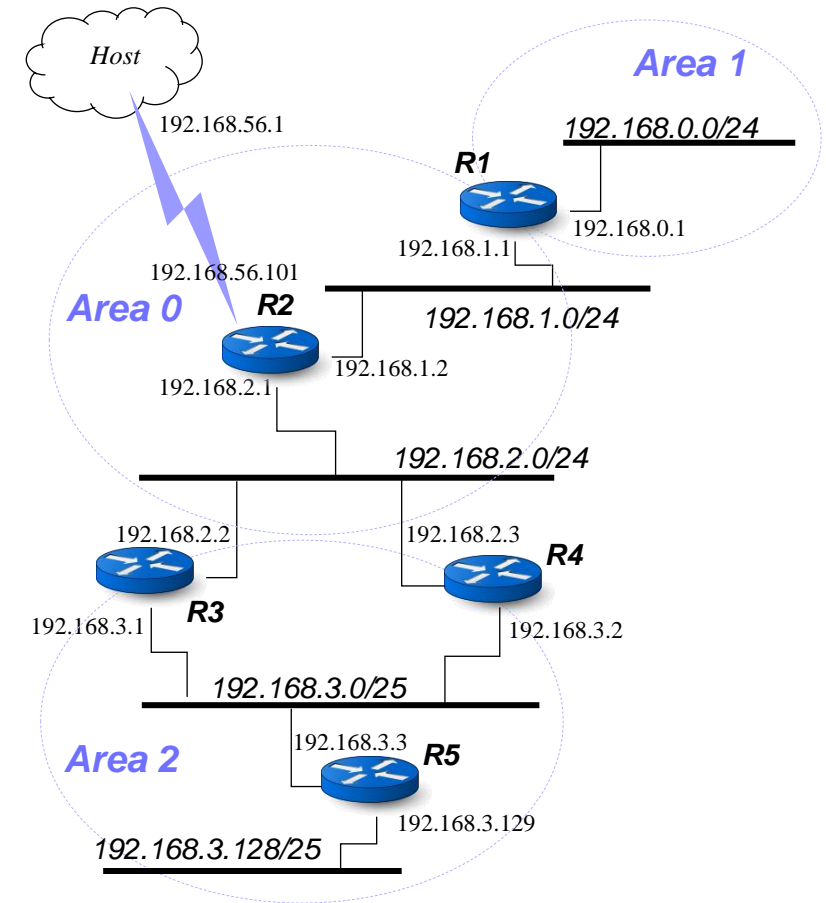 Host
Area 1
192.168.56.1
192.168.0.0/24
R1
192.168.0.1
192.168.1.1
192.168.56.101
Area 0
R2
192.168.1.0/24
192.168.1.2
192.168.2.1
192.168.2.0/24
192.168.2.2
192.168.2.3
R4
R3
192.168.3.1
192.168.3.2
192.168.3.0/25
192.168.3.3
R5
Area 2
192.168.3.129
192.168.3.128/25